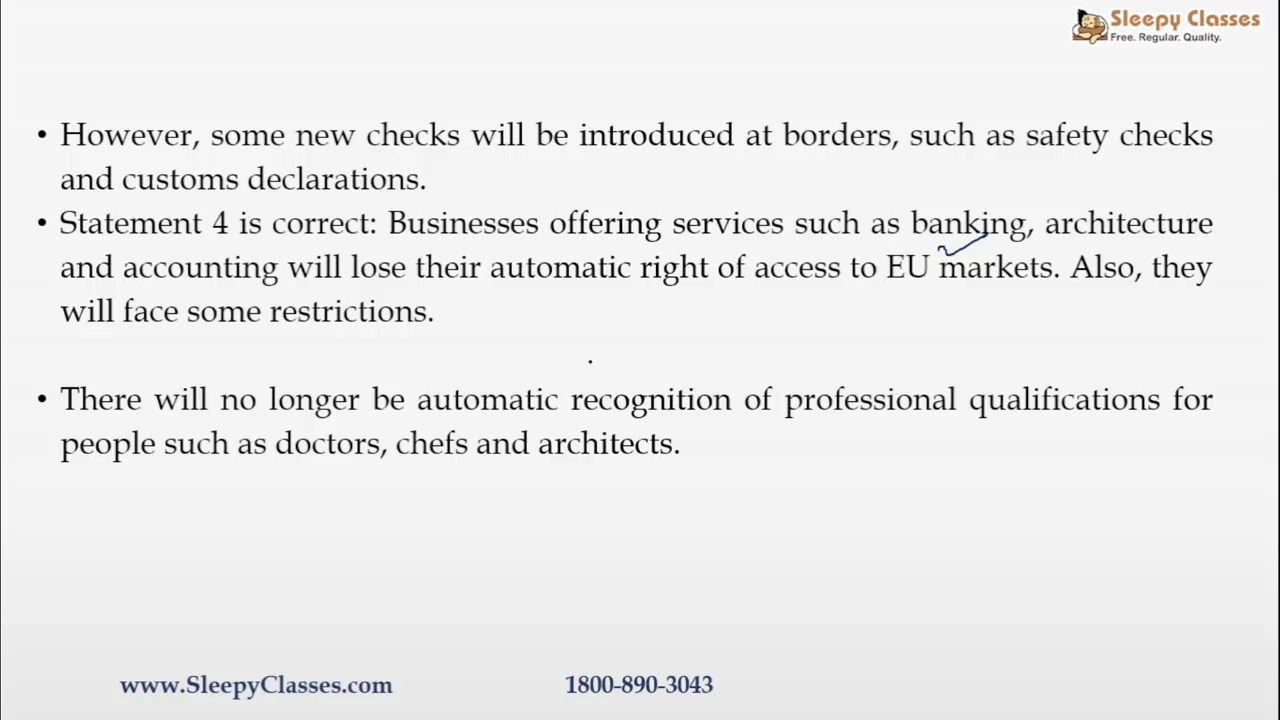 Sleepy Classes
Free. Regular. Quality.
• However, some new checks will be introduced at borders, such as safety checks
and customs declarations.
• Statement 4 is correct: Businesses offering services such as banking, architecture
and accounting will lose their automatic right of access to EU markets. Also, they
will face some restrictions.
• There will no longer be automatic recognition of professional qualifications for
people such as doctors, chefs and architects.
www.SleepyClasses.com
1800-890-3043